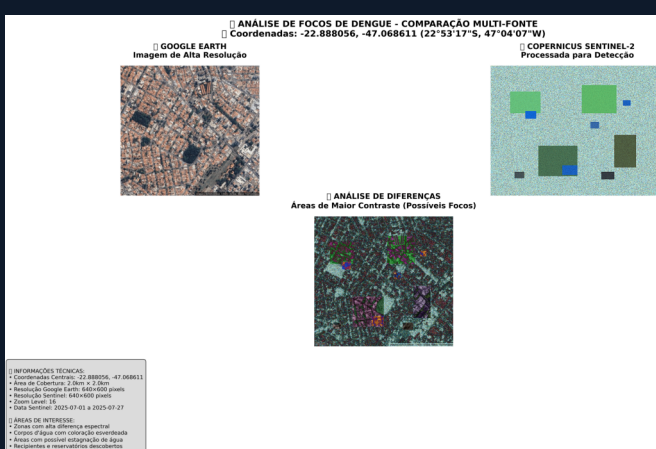 ANÁLISE DE FOCOS DE DENGUE - COMPARAÇÃO MULTI-FONTE
Coordenadas: -22.888056, -47.068611 (22°53'17"S, 47°04'07"W)
GOOGLE EARTH
Imagem de Alta Resolução
COPERNICUS SENTINEL-2
Processada para Detecção
ANÁLISE DE DIFERENÇAS
Áreas de Maior Contraste (Possíveis Focos)
INFORMAÇÕES TÉCNICAS:
• Coordenadas Centrais: -22.888056, -47.068611
• Área de Cobertura: 2.0km × 2.0km
• Resolução Google Earth: 640×600 pixels
• Resolução Sentinel: 640×600 pixels
• Zoom Level: 16
• Data Sentinel: 2025-07-01 a 2025-07-27
ÁREAS DE INTERESSE:
• Zonas com alta diferença espectral
• Corpos d'água com coloração esverdeada
• Áreas com possível estagnação de água
• Recipientes e reservatórios descobertos